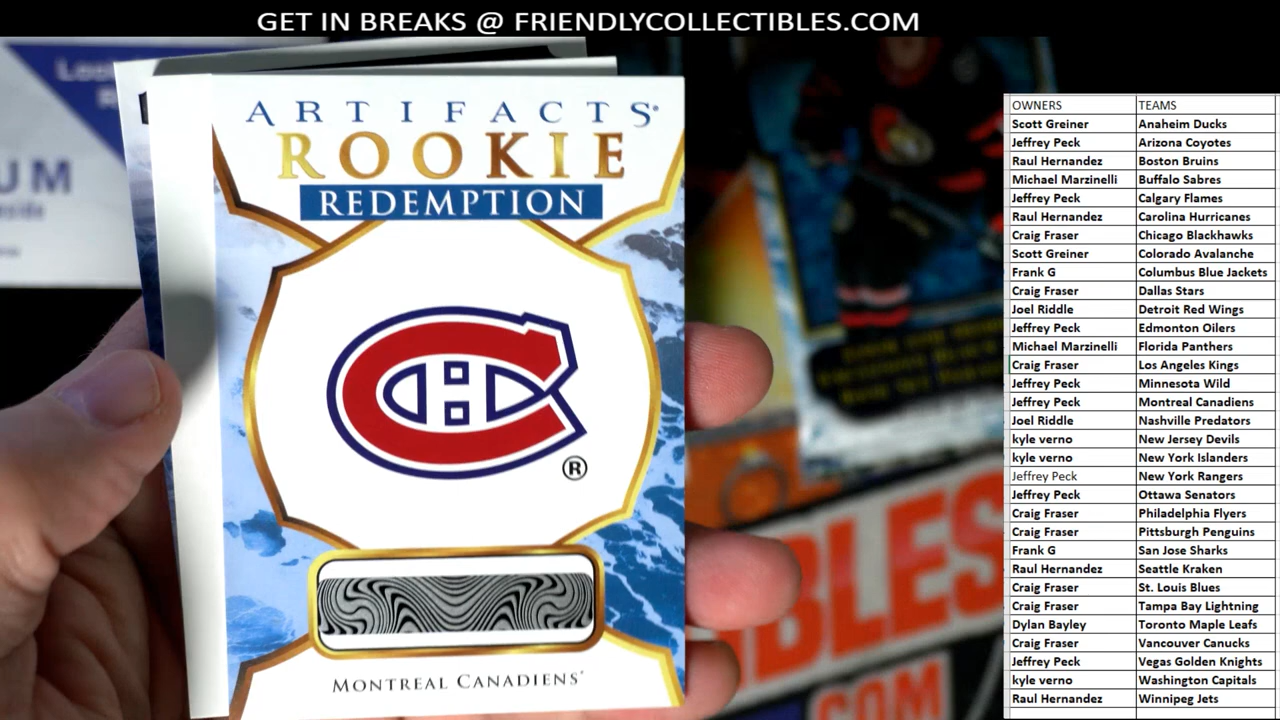 GET IN BREAKS @ FRIENDLYCOLLECTIBLES.COM
ARTIFACTS
ROOKIE
REDEMPTION
®
MONTREAL CANADIENS
UM
BLES
COM
OWNERS TEAMS
Scott Greiner Anaheim Ducks
Jeffrey Peck Arizona Coyotes
Raul Hernandez Boston Bruins
Michael Marzinelli Buffalo Sabres
Jeffrey Peck Calgary Flames
Raul Hernandez Carolina Hurricanes
Craig Fraser Chicago Blackhawks
Scott Greiner Colorado Avalanche
Frank G Columbus Blue Jackets
Craig Fraser Dallas Stars
Joel Riddle Detroit Red Wings
Jeffrey Peck Edmonton Oilers
Michael Marzinelli Florida Panthers
Craig Fraser Los Angeles Kings
Jeffrey Peck Minnesota Wild
Jeffrey Peck Montreal Canadiens
Joel Riddle Nashville Predators
kyle verno New Jersey Devils
kyle verno New York Islanders
Jeffrey Peck New York Rangers
Jeffrey Peck Ottawa Senators
Craig Fraser Philadelphia Flyers
Craig Fraser Pittsburgh Penguins
Frank G San Jose Sharks
Raul Hernandez Seattle Kraken
Craig Fraser St. Louis Blues
Craig Fraser Tampa Bay Lightning
Dylan Bayley Toronto Maple Leafs
Craig Fraser Vancouver Canucks
Jeffrey Peck Vegas Golden Knights
kyle verno Washington Capitals
Raul Hernandez Winnipeg Jets